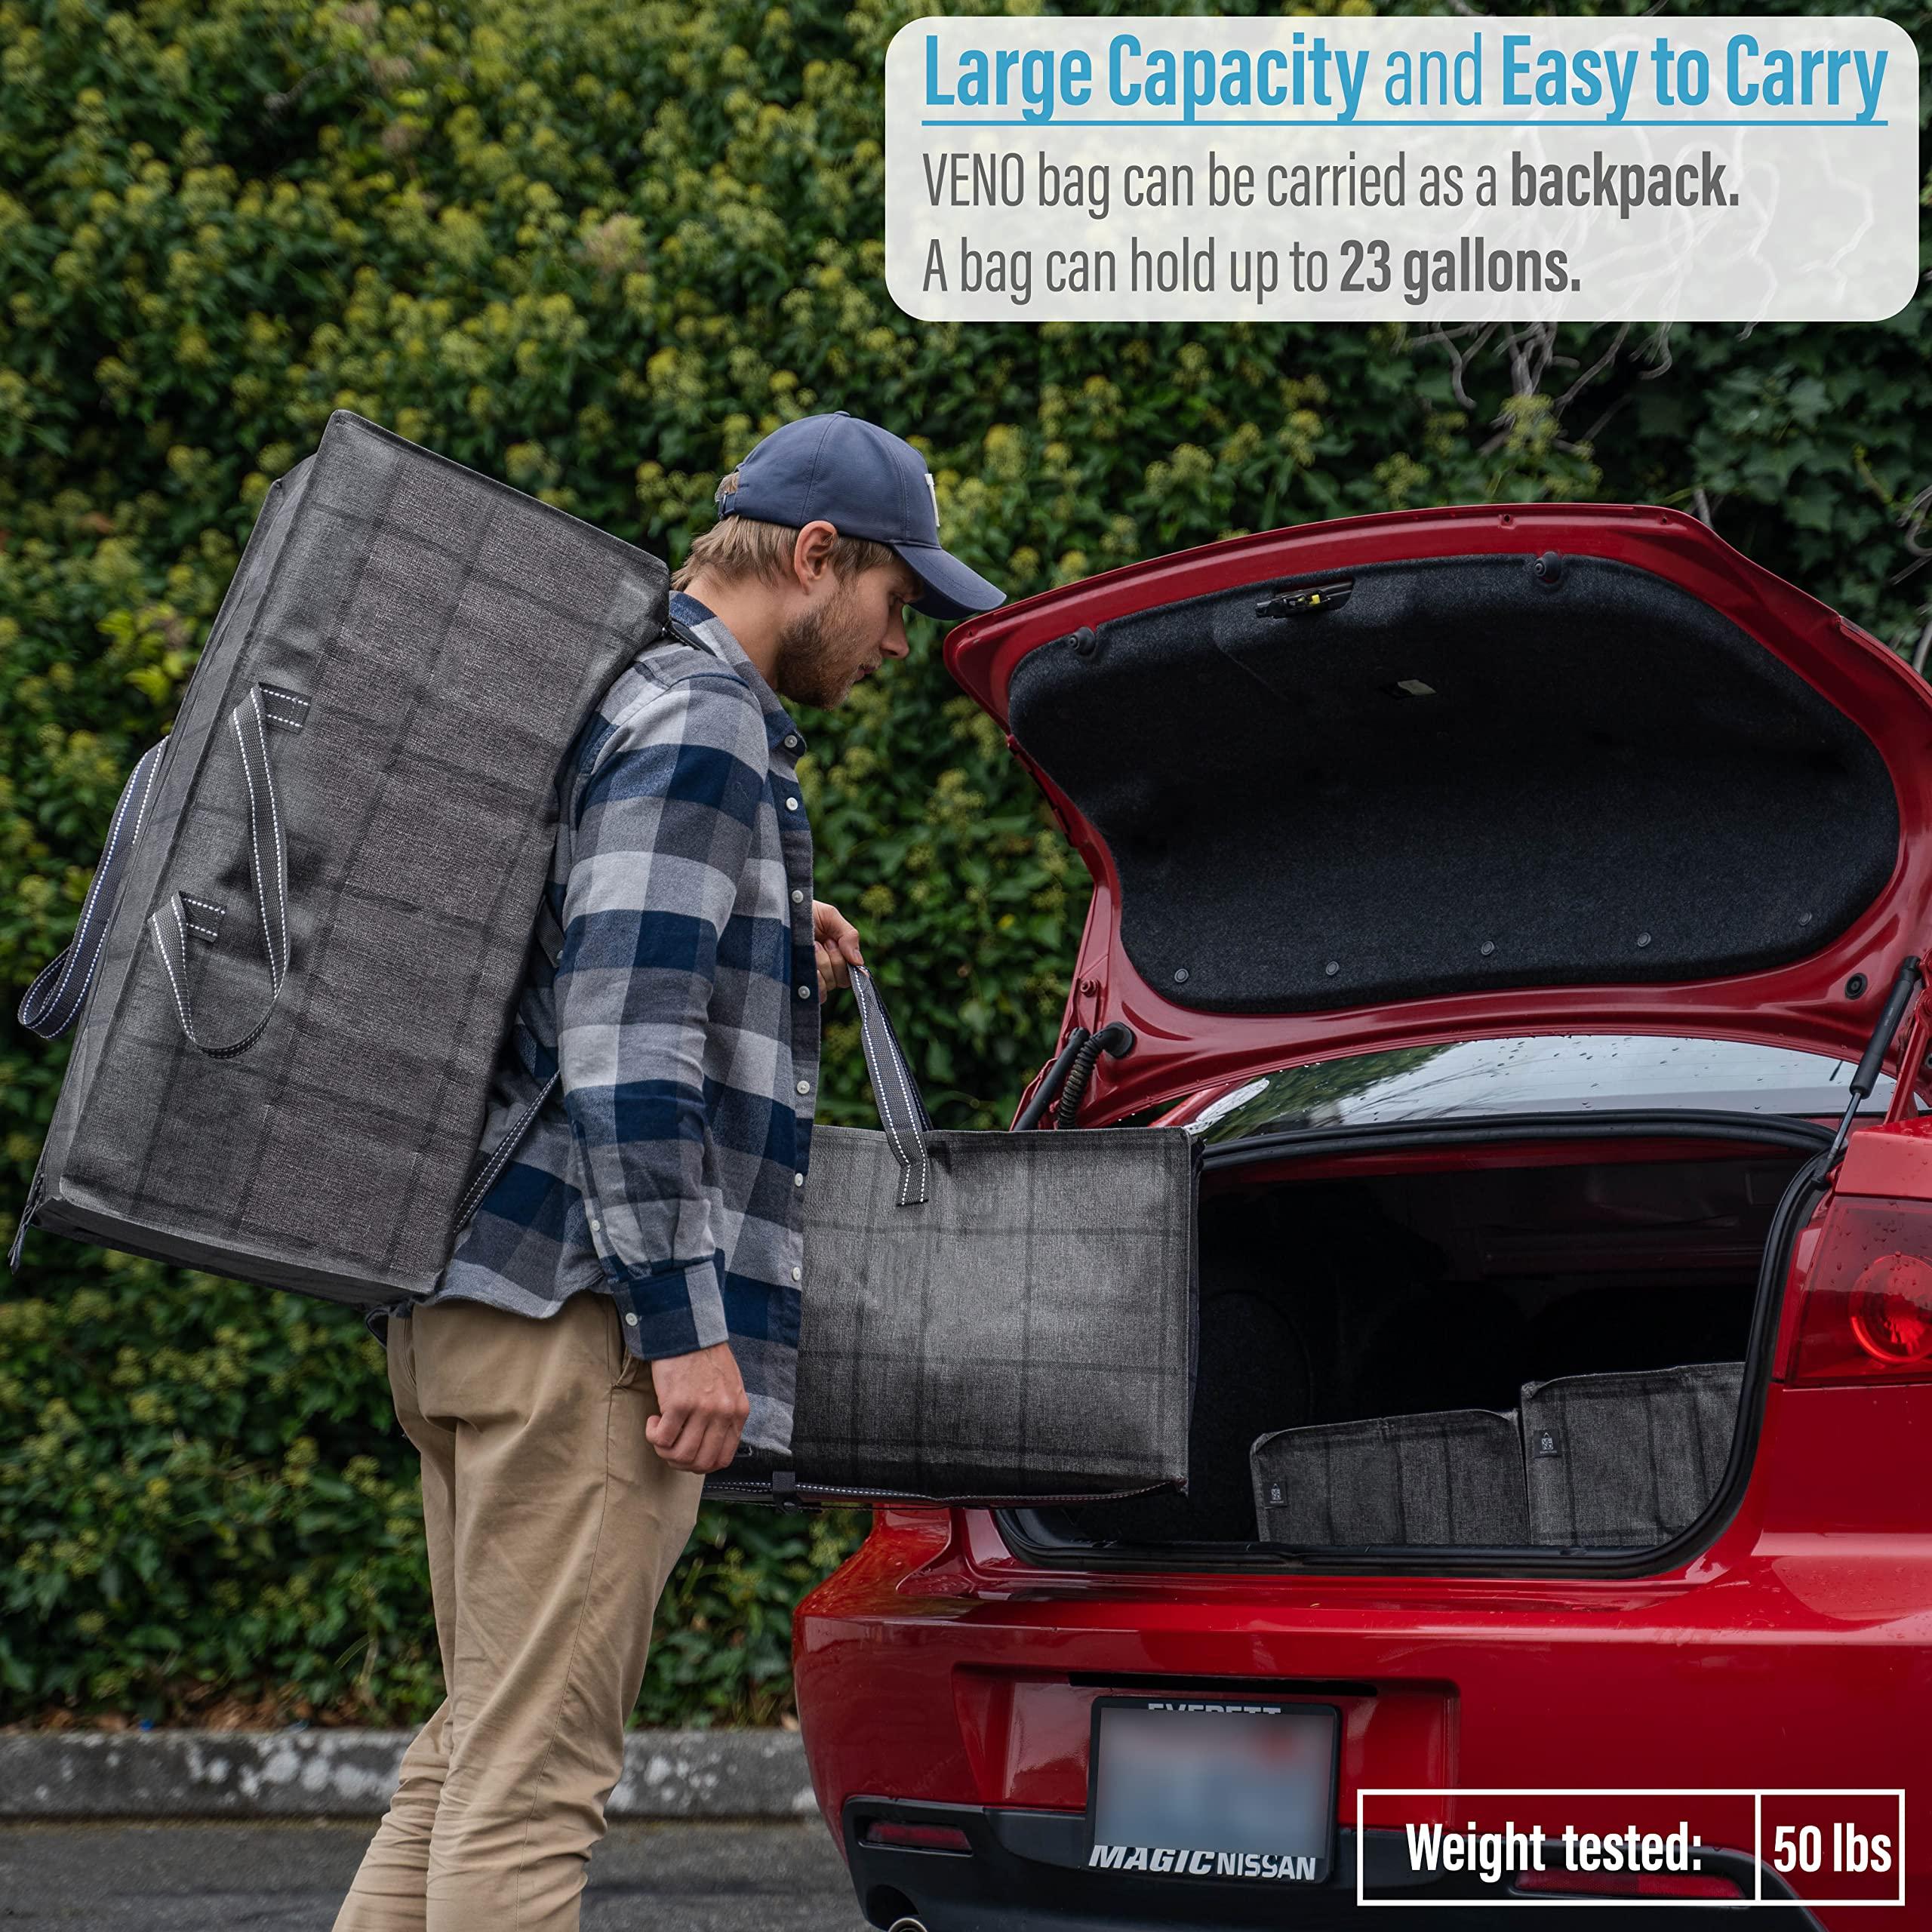 Large Capacity and Easy to Carry
VENO bag can be carried as a backpack.
A bag can hold up to 23 gallons.
EVERETT
MAGIC NISSAN
Weight tested: 50 lbs